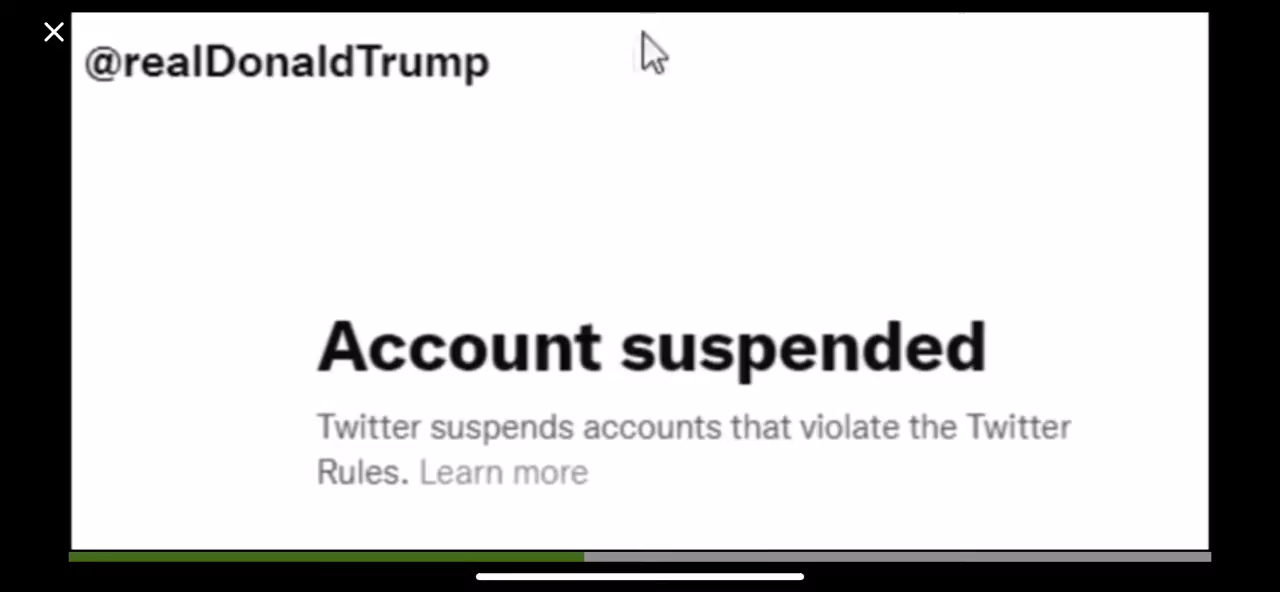 @realDonaldTrump
Account suspended
Twitter suspends accounts that violate the Twitter
Rules. Learn more